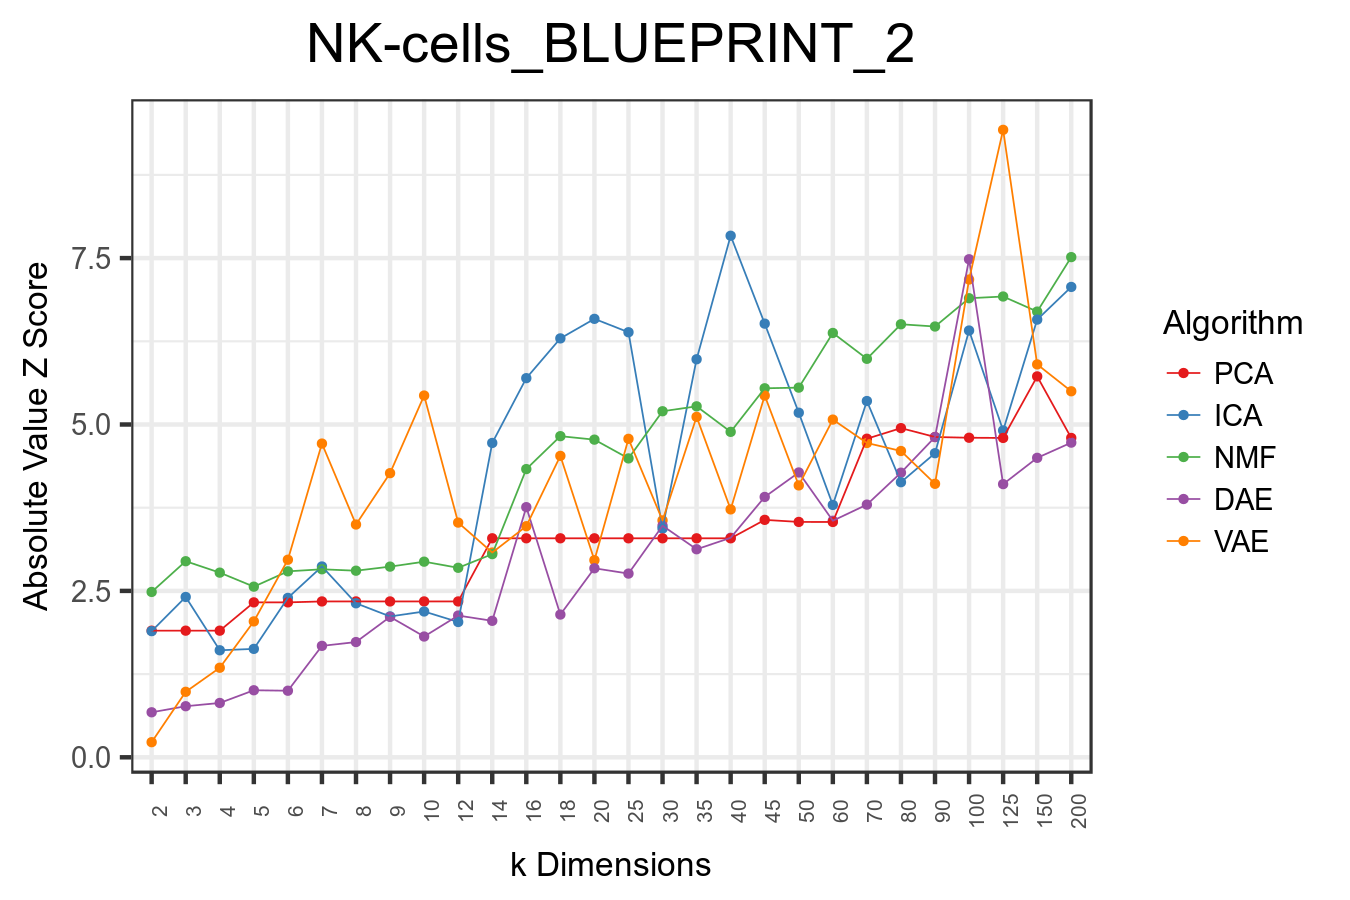 NK-cells_BLUEPRINT_2
Absolute Value Z Score
7.5
5.0
2.5
0.0
2 3 4 5 6 7 8 9 10 12 14 16 18 20 25 30 35 40 45 50 60 70 80 90 100 125 150 200
k Dimensions
Algorithm
PCA
ICA
NMF
DAE
VAE